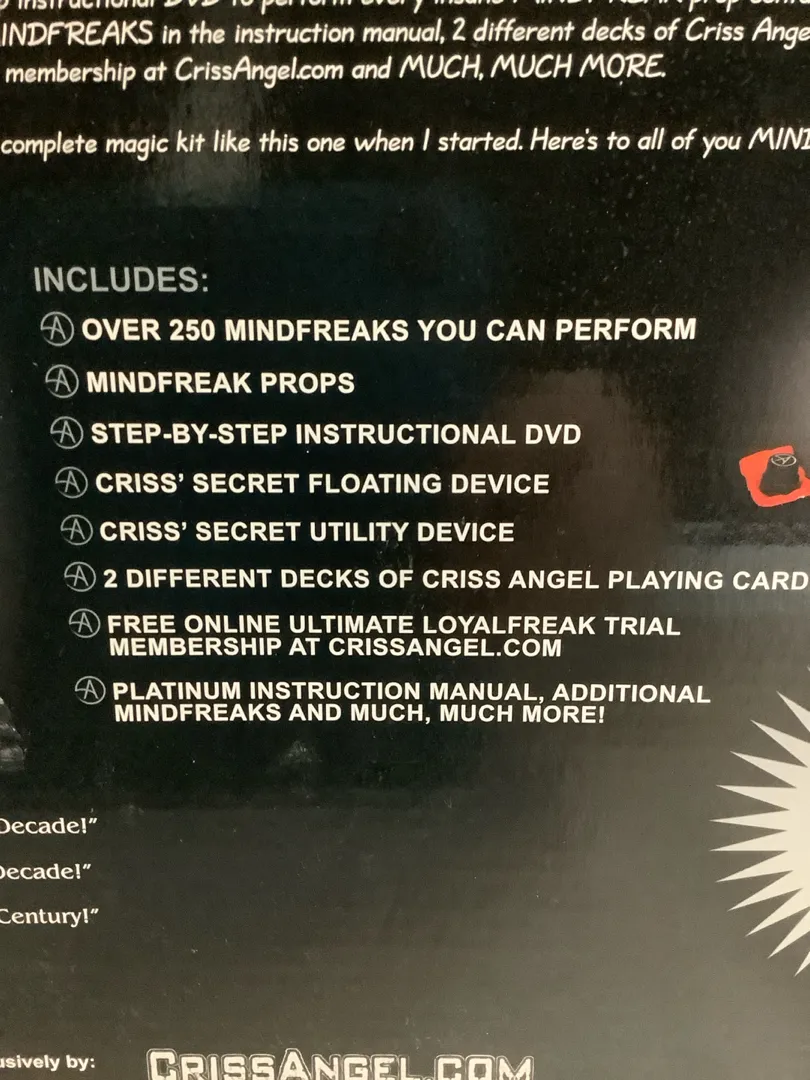 INDFREAKS in the instruction manual, 2 different decks of Criss Ange
membership at CrissAngel.com and MUCH, MUCH MORE.
complete magic kit like this one when I started. Here's to all of you MIND
INCLUDES:
OVER 250 MINDFREAKS YOU CAN PERFORM
MINDFREAK PROPS
STEP-BY-STEP INSTRUCTIONAL DVD
CRISS' SECRET FLOATING DEVICE
CRISS' SECRET UTILITY DEVICE
2 DIFFERENT DECKS OF CRISS ANGEL PLAYING CARD
FREE ONLINE ULTIMATE LOYALFREAK TRIAL
MEMBERSHIP AT CRISSANGEL.COM
PLATINUM INSTRUCTION MANUAL, ADDITIONAL
MINDFREAKS AND MUCH, MUCH MORE!
Decade!"
Decade!"
Century!"
usively by:
CRISSANGEL.COM